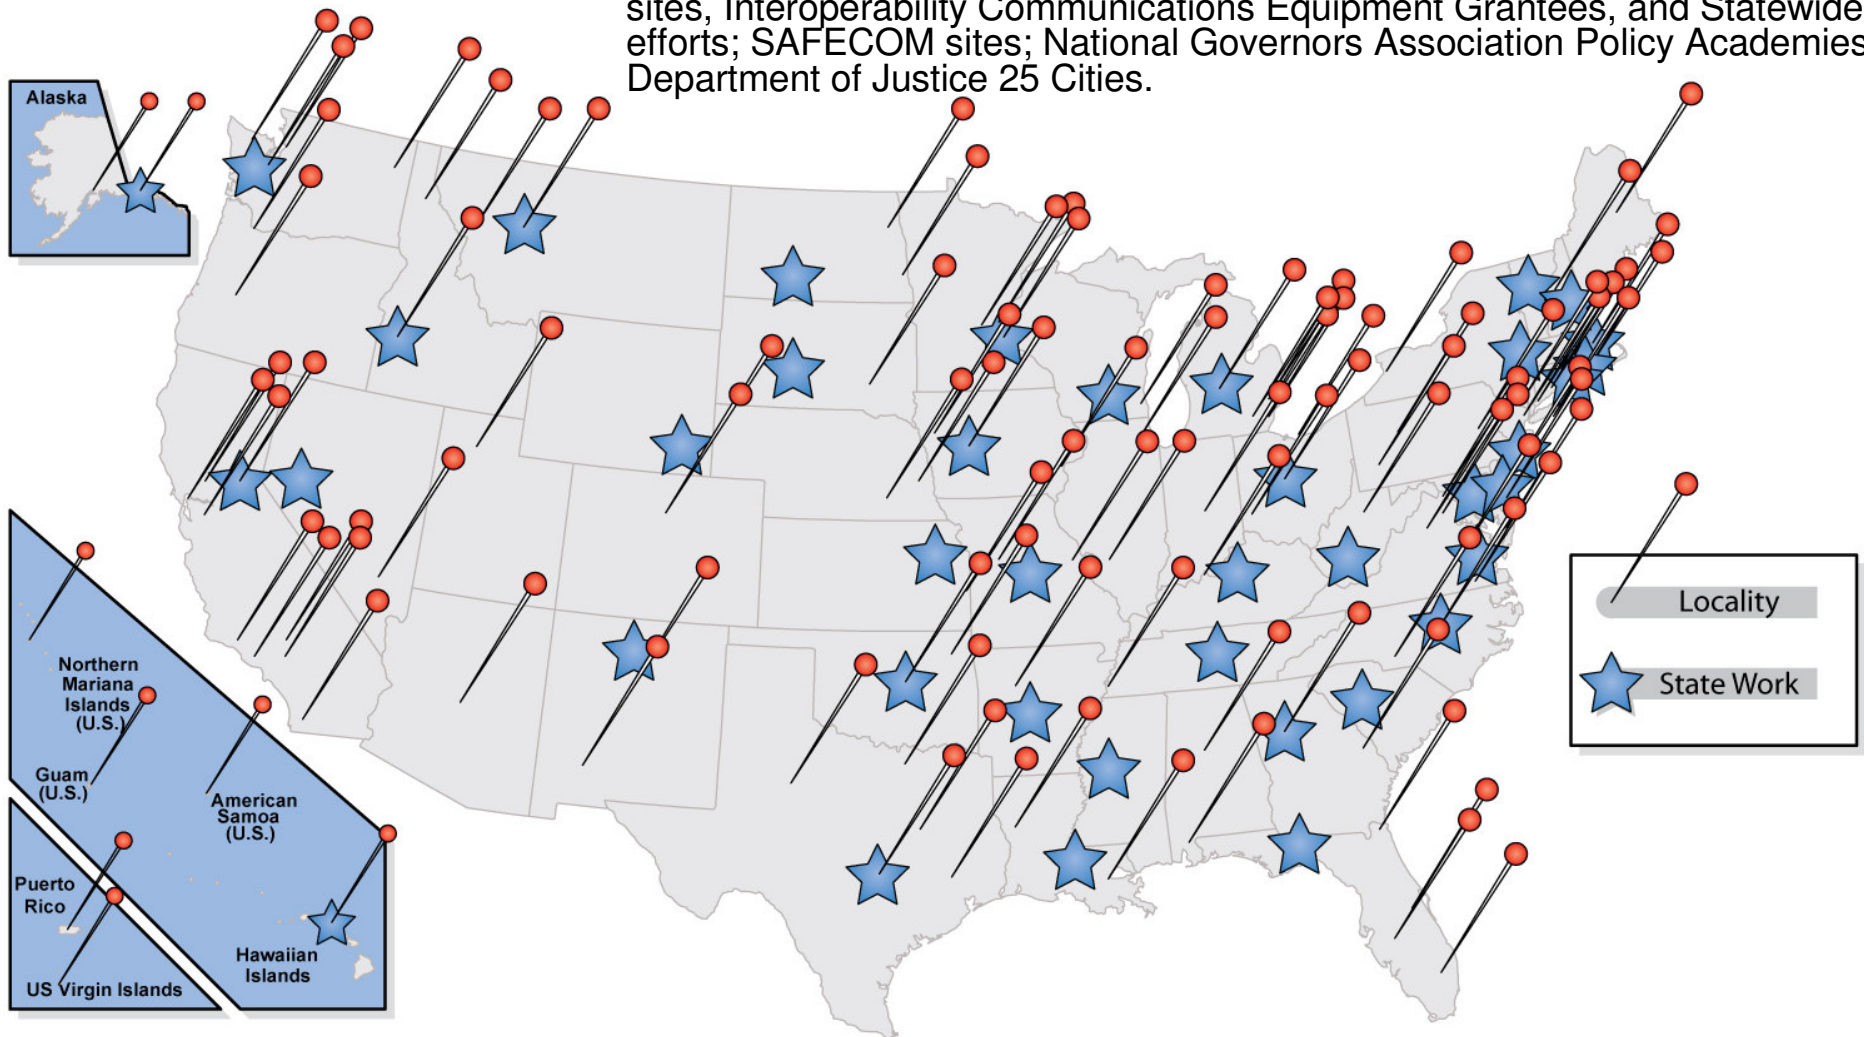 sites, Interoperability Communications Equipment Grantees, and Statewide
efforts; SAFECOM sites; National Governors Association Policy Academies
Department of Justice 25 Cities.
Alaska
Northern
Mariana
Islands
(U.S.)
Guam
(U.S.)
American
Samoa
(U.S.)
Puerto
Rico
Hawaiian
Islands
US Virgin Islands
Locality
State Work